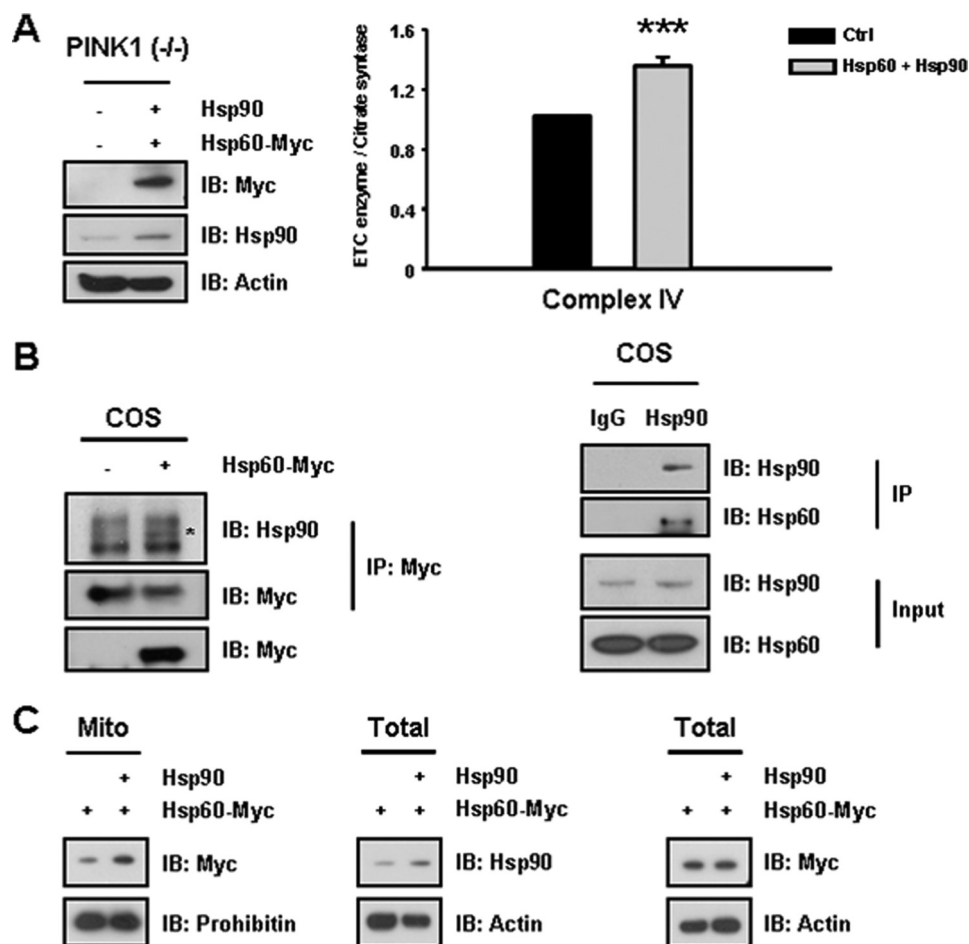 A
PINK1 (-/-)
- + Hsp90
- + Hsp60-Myc
IB: Myc
IB: Hsp90
IB: Actin
ETC enzyme / Citrate syntase
1.6
1.2
0.8
0.4
0
***
Complex IV
Ctrl
Hsp60 + Hsp90
B
COS
- + Hsp60-Myc
*
IB: Hsp90
IB: Myc
IP: Myc
IB: Myc
COS
IgG Hsp90
IB: Hsp90
IB: Hsp60
IP
IB: Hsp90
IB: Hsp60
Input
C
Mito
+ Hsp90
+ + Hsp60-Myc
IB: Myc
IB: Prohibitin
Total
+ Hsp90
+ + Hsp60-Myc
IB: Hsp90
IB: Actin
Total
+ Hsp90
+ + Hsp60-Myc
IB: Myc
IB: Actin